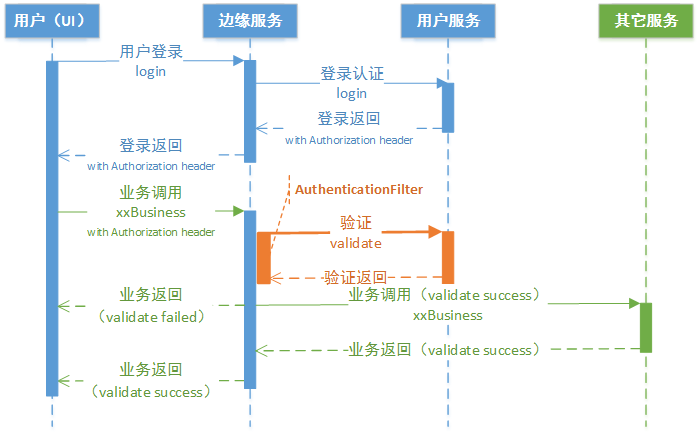 用户（UI）
边缘服务
用户服务
其它服务
用户登录
login
登录认证
login
登录返回
with Authorization header
登录返回
with Authorization header
业务调用
xxBusiness
with Authorization header
AuthenticationFilter
验证
validate
验证返回
业务返回
（validate failed）
业务调用（validate success）
xxBusiness
业务返回（validate success）
业务返回
（validate success）